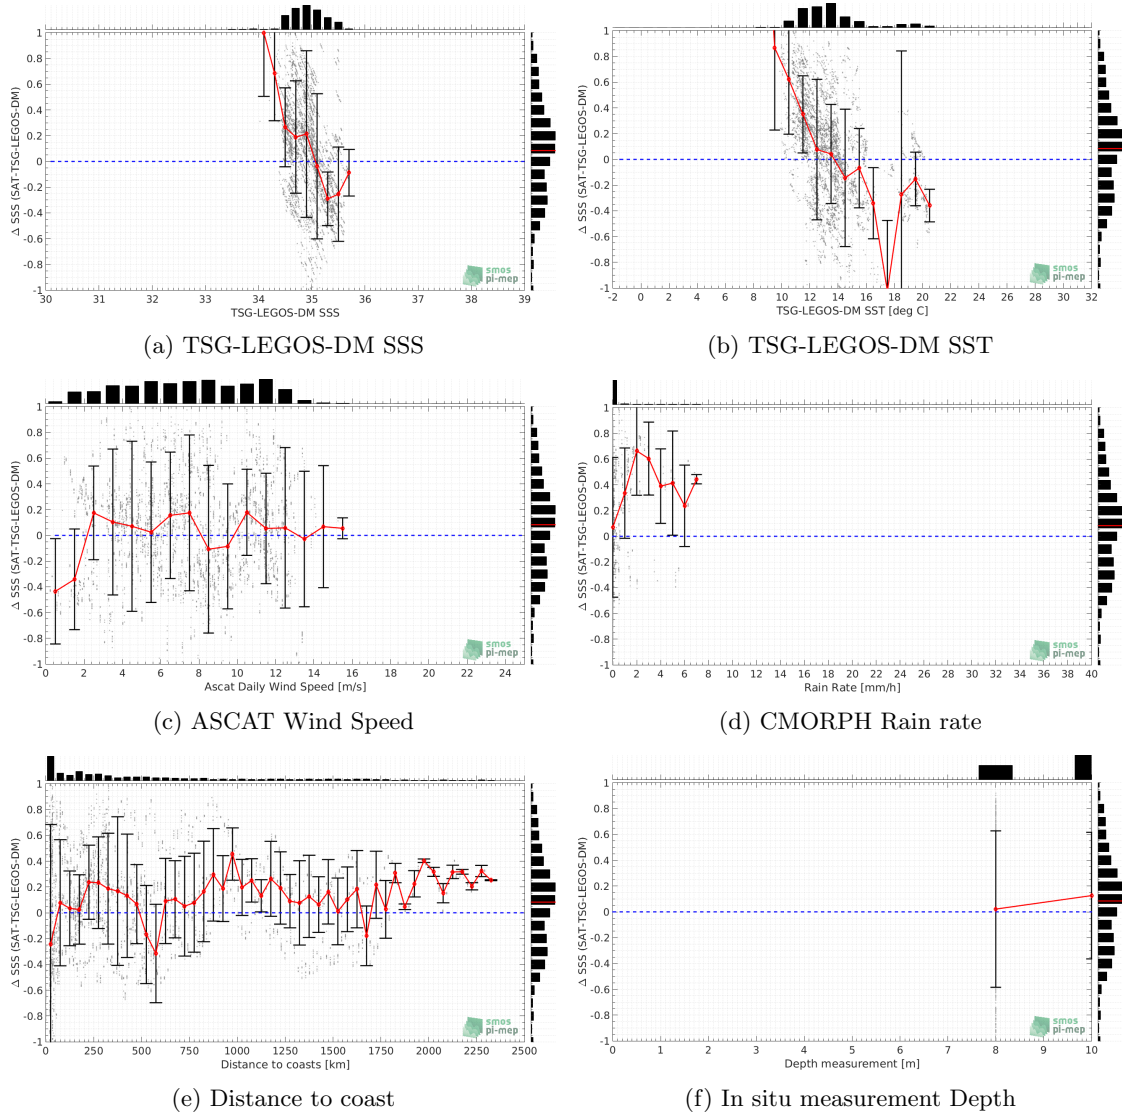 1
0.8
0.6
0.4
0.2
0
-0.2
-0.4
-0.6
-0.8
-1
Δ SSS (SAT-TSG-LEGOS-DM)
30 31 32 33 34 35 36 37 38 39
TSG-LEGOS-DM SSS
smos
pi-mep
(a) TSG-LEGOS-DM SSS
1
0.8
0.6
0.4
0.2
0
-0.2
-0.4
-0.6
-0.8
-1
Δ SSS (SAT-TSG-LEGOS-DM)
-2 0 2 4 6 8 10 12 14 16 18 20 22 24 26 28 30 32
TSG-LEGOS-DM SST [deg C]
smos
pi-mep
(b) TSG-LEGOS-DM SST
1
0.8
0.6
0.4
0.2
0
-0.2
-0.4
-0.6
-0.8
-1
Δ SSS (SAT-TSG-LEGOS-DM)
0 2 4 6 8 10 12 14 16 18 20 22 24
Ascat Daily Wind Speed [m/s]
smos
pi-mep
(c) ASCAT Wind Speed
1
0.8
0.6
0.4
0.2
0
-0.2
-0.4
-0.6
-0.8
-1
Δ SSS (SAT-TSG-LEGOS-DM)
0 2 4 6 8 10 12 14 16 18 20 22 24 26 28 30 32 34 36 38 40
Rain Rate [mm/h]
smos
pi-mep
(d) CMORPH Rain rate
1
0.8
0.6
0.4
0.2
0
-0.2
-0.4
-0.6
-0.8
-1
Δ SSS (SAT-TSG-LEGOS-DM)
0 250 500 750 1000 1250 1500 1750 2000 2250 2500
Distance to coasts [km]
smos
pi-mep
(e) Distance to coast
1
0.8
0.6
0.4
0.2
0
-0.2
-0.4
-0.6
-0.8
-1
Δ SSS (SAT-TSG-LEGOS-DM)
0 1 2 3 4 5 6 7 8 9 10
Depth measurement [m]
smos
pi-mep
(f) In situ measurement Depth